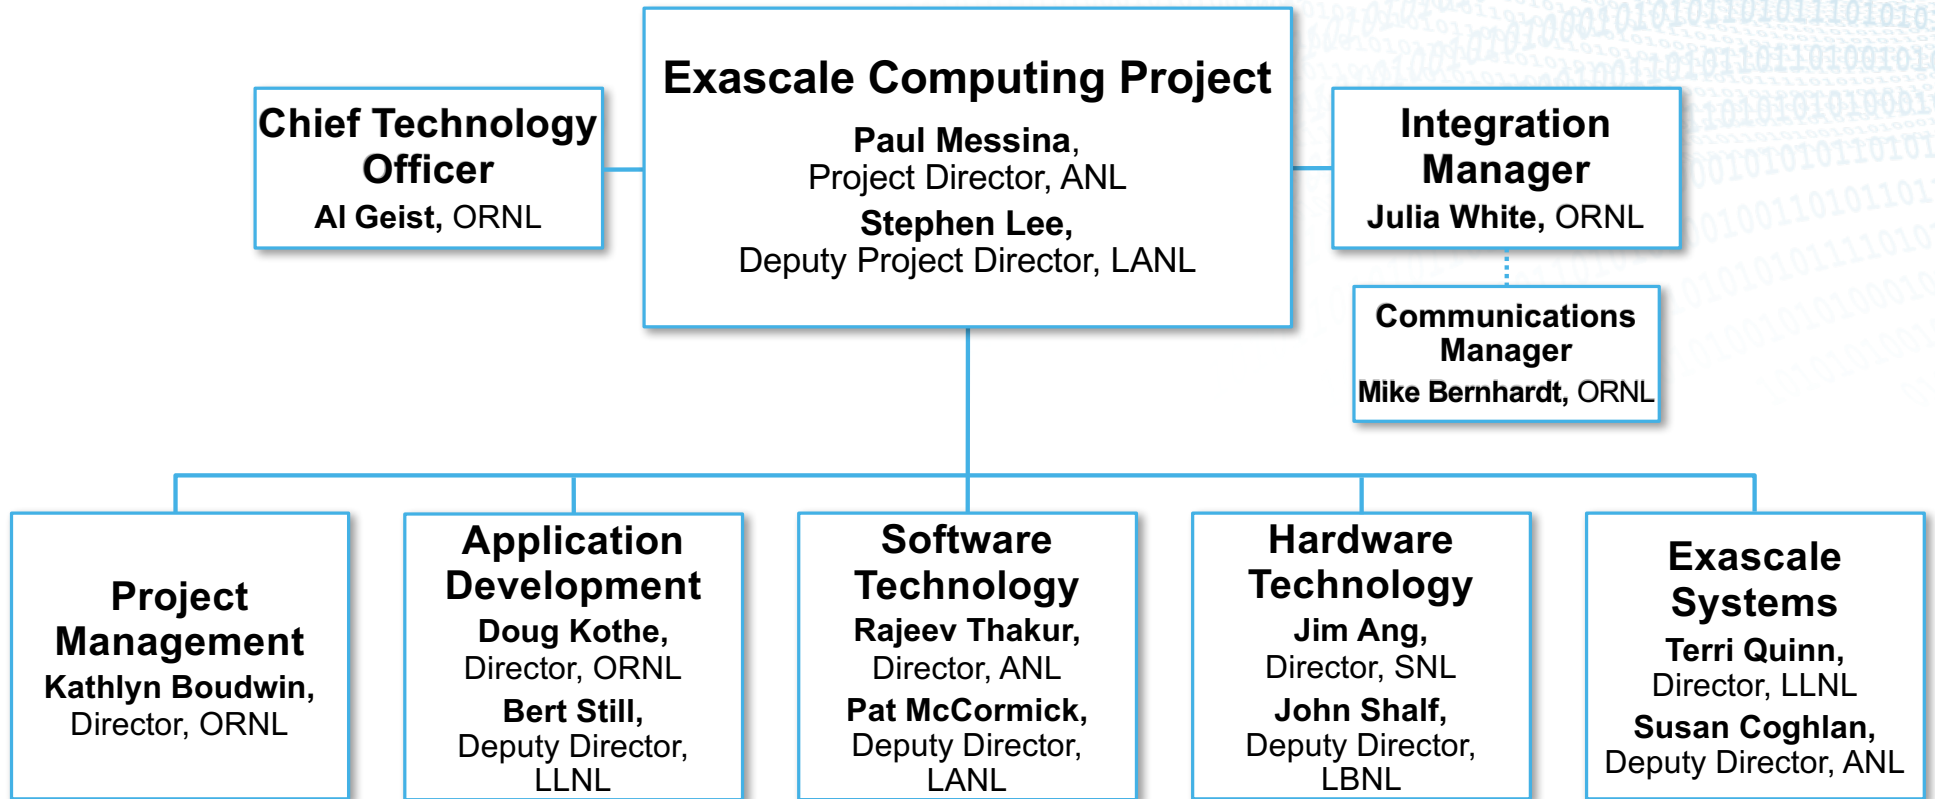 Exascale Computing Project
Paul Messina,
Project Director, ANL
Stephen Lee,
Deputy Project Director, LANL
Chief Technology
Officer
Al Geist, ORNL
Integration
Manager
Julia White, ORNL
Communications
Manager
Mike Bernhardt, ORNL
Project
Management
Kathlyn Boudwin,
Director, ORNL
Application
Development
Doug Kothe,
Director, ORNL
Bert Still,
Deputy Director,
LLNL
Software
Technology
Rajeev Thakur,
Director, ANL
Pat McCormick,
Deputy Director,
LANL
Hardware
Technology
Jim Ang,
Director, SNL
John Shalf,
Deputy Director,
LBNL
Exascale
Systems
Terri Quinn,
Director, LLNL
Susan Coghlan,
Deputy Director, ANL